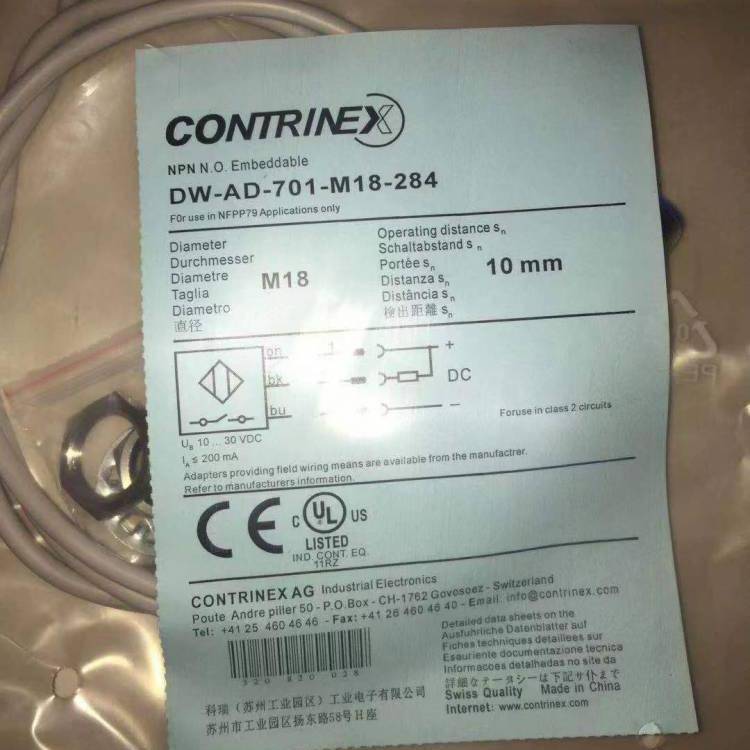 CONTRINEX
NPN N.O. Embeddable
DW-AD-701-M18-284
F0r use in NFPP79 Applications only
Diameter
Durchmesser
Diametre
Taglia
Diametro
直径
M18
Operating distance sn
Schaltabstand sn
Portée sn
Distanza sn
Distância sn
検出距離 sn
10 mm
bk
bu
+
DC
−
Foruse in class 2 circuits
UB 10 ... 30 VDC
IA ≤ 200 mA
Adapters providing field wiring means are available from the manufactrer.
Refer to manufacturers information.
CE
C UL US
LISTED
IND. CONT. EQ.
11RZ
CONTRINEX AG Industrial Electronics
Poute Andre piller 50 - P.O.Box - CH-1762 Govosoez - Switzerland
Tel: +41 25 460 46 46 - Fax: +41 26 460 46 40 - Email: info@contrinex.com
320 830 028
科瑞（苏州工业园区）工业电子有限公司
苏州市工业园区扬东路58号H座
Detailed data sheets on the
Ausfuhrliche Datenblatter auf
Fiches techniques detaillees sur
Esauriente documentazione tecnica
Informacoes detalhadas no site da
詳細なテータシーは下記サイトまで
Swiss Quality Made in China
Internet: www.contrinex.com